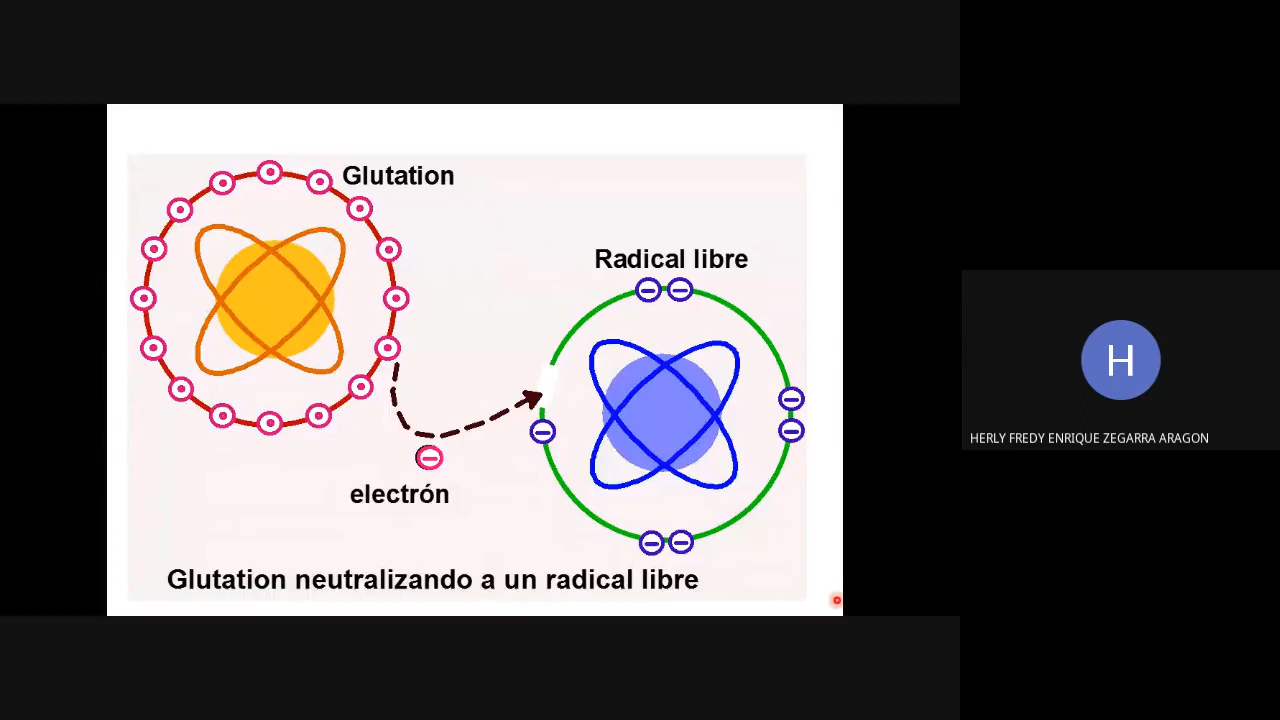 Glutation
Radical libre
electrón
Glutation neutralizando a un radical libre
H
HERLY FREDY ENRIQUE ZEGARRA ARAGON